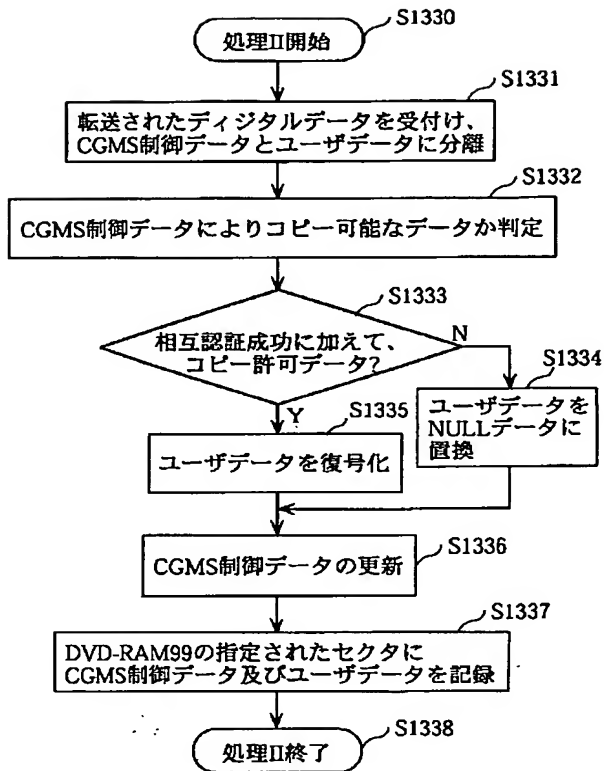 S1330
処理II開始
S1331
転送されたディジタルデータを受付け、
CGMS制御データとユーザデータに分離
S1332
CGMS制御データによりコピー可能なデータか判定
S1333
相互認証成功に加えて、
コピー許可データ?
N
S1334
ユーザデータを
NULLデータに
置換
Y
S1335
ユーザデータを復号化
S1336
CGMS制御データの更新
S1337
DVD-RAM99の指定されたセクタに
CGMS制御データ及びユーザデータを記録
S1338
処理II終了